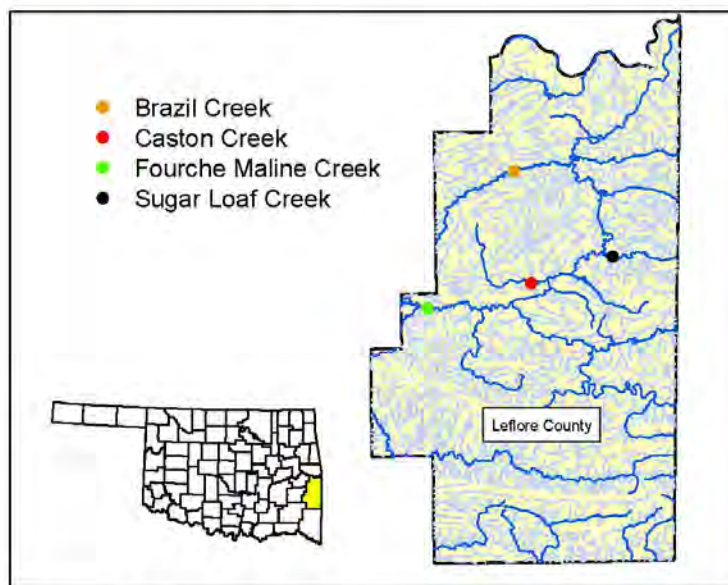 Brazil Creek
Caston Creek
Fourche Maline Creek
Sugar Loaf Creek
Leflore County